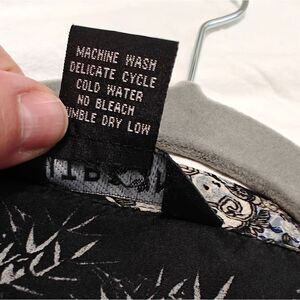 MACHINE WASH
DELICATE CYCLE
COLD WATER
NO BLEACH
UMBLE DRY LOW